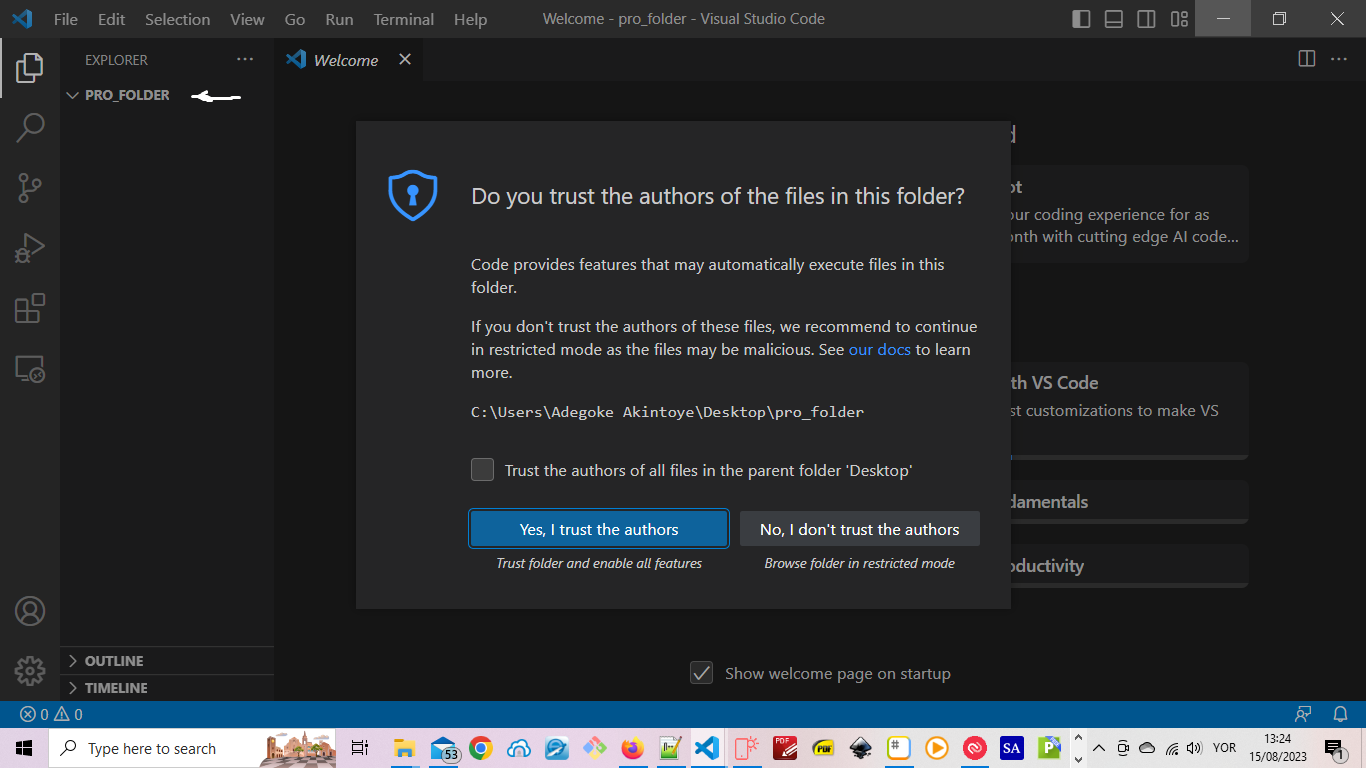 File Edit Selection View Go Run Terminal Help Welcome - pro_folder - Visual Studio Code
EXPLORER
Welcome
PRO_FOLDER
Do you trust the authors of the files in this folder?
Code provides features that may automatically execute files in this
folder.
If you don't trust the authors of these files, we recommend to continue
in restricted mode as the files may be malicious. See our docs to learn
more.
C:\Users\Adegoke Akintoye\Desktop\pro_folder
Trust the authors of all files in the parent folder 'Desktop'
Yes, I trust the authors No, I don't trust the authors
Trust folder and enable all features Browse folder in restricted mode
cutting edge AI code...
our coding experience for as
with
VS Code
customizations to make VS
Show welcome page on startup
OUTLINE
TIMELINE
0 0
Type here to search
53
PDF
PDF
SA
P
YOR
13:24
15/08/2023
1